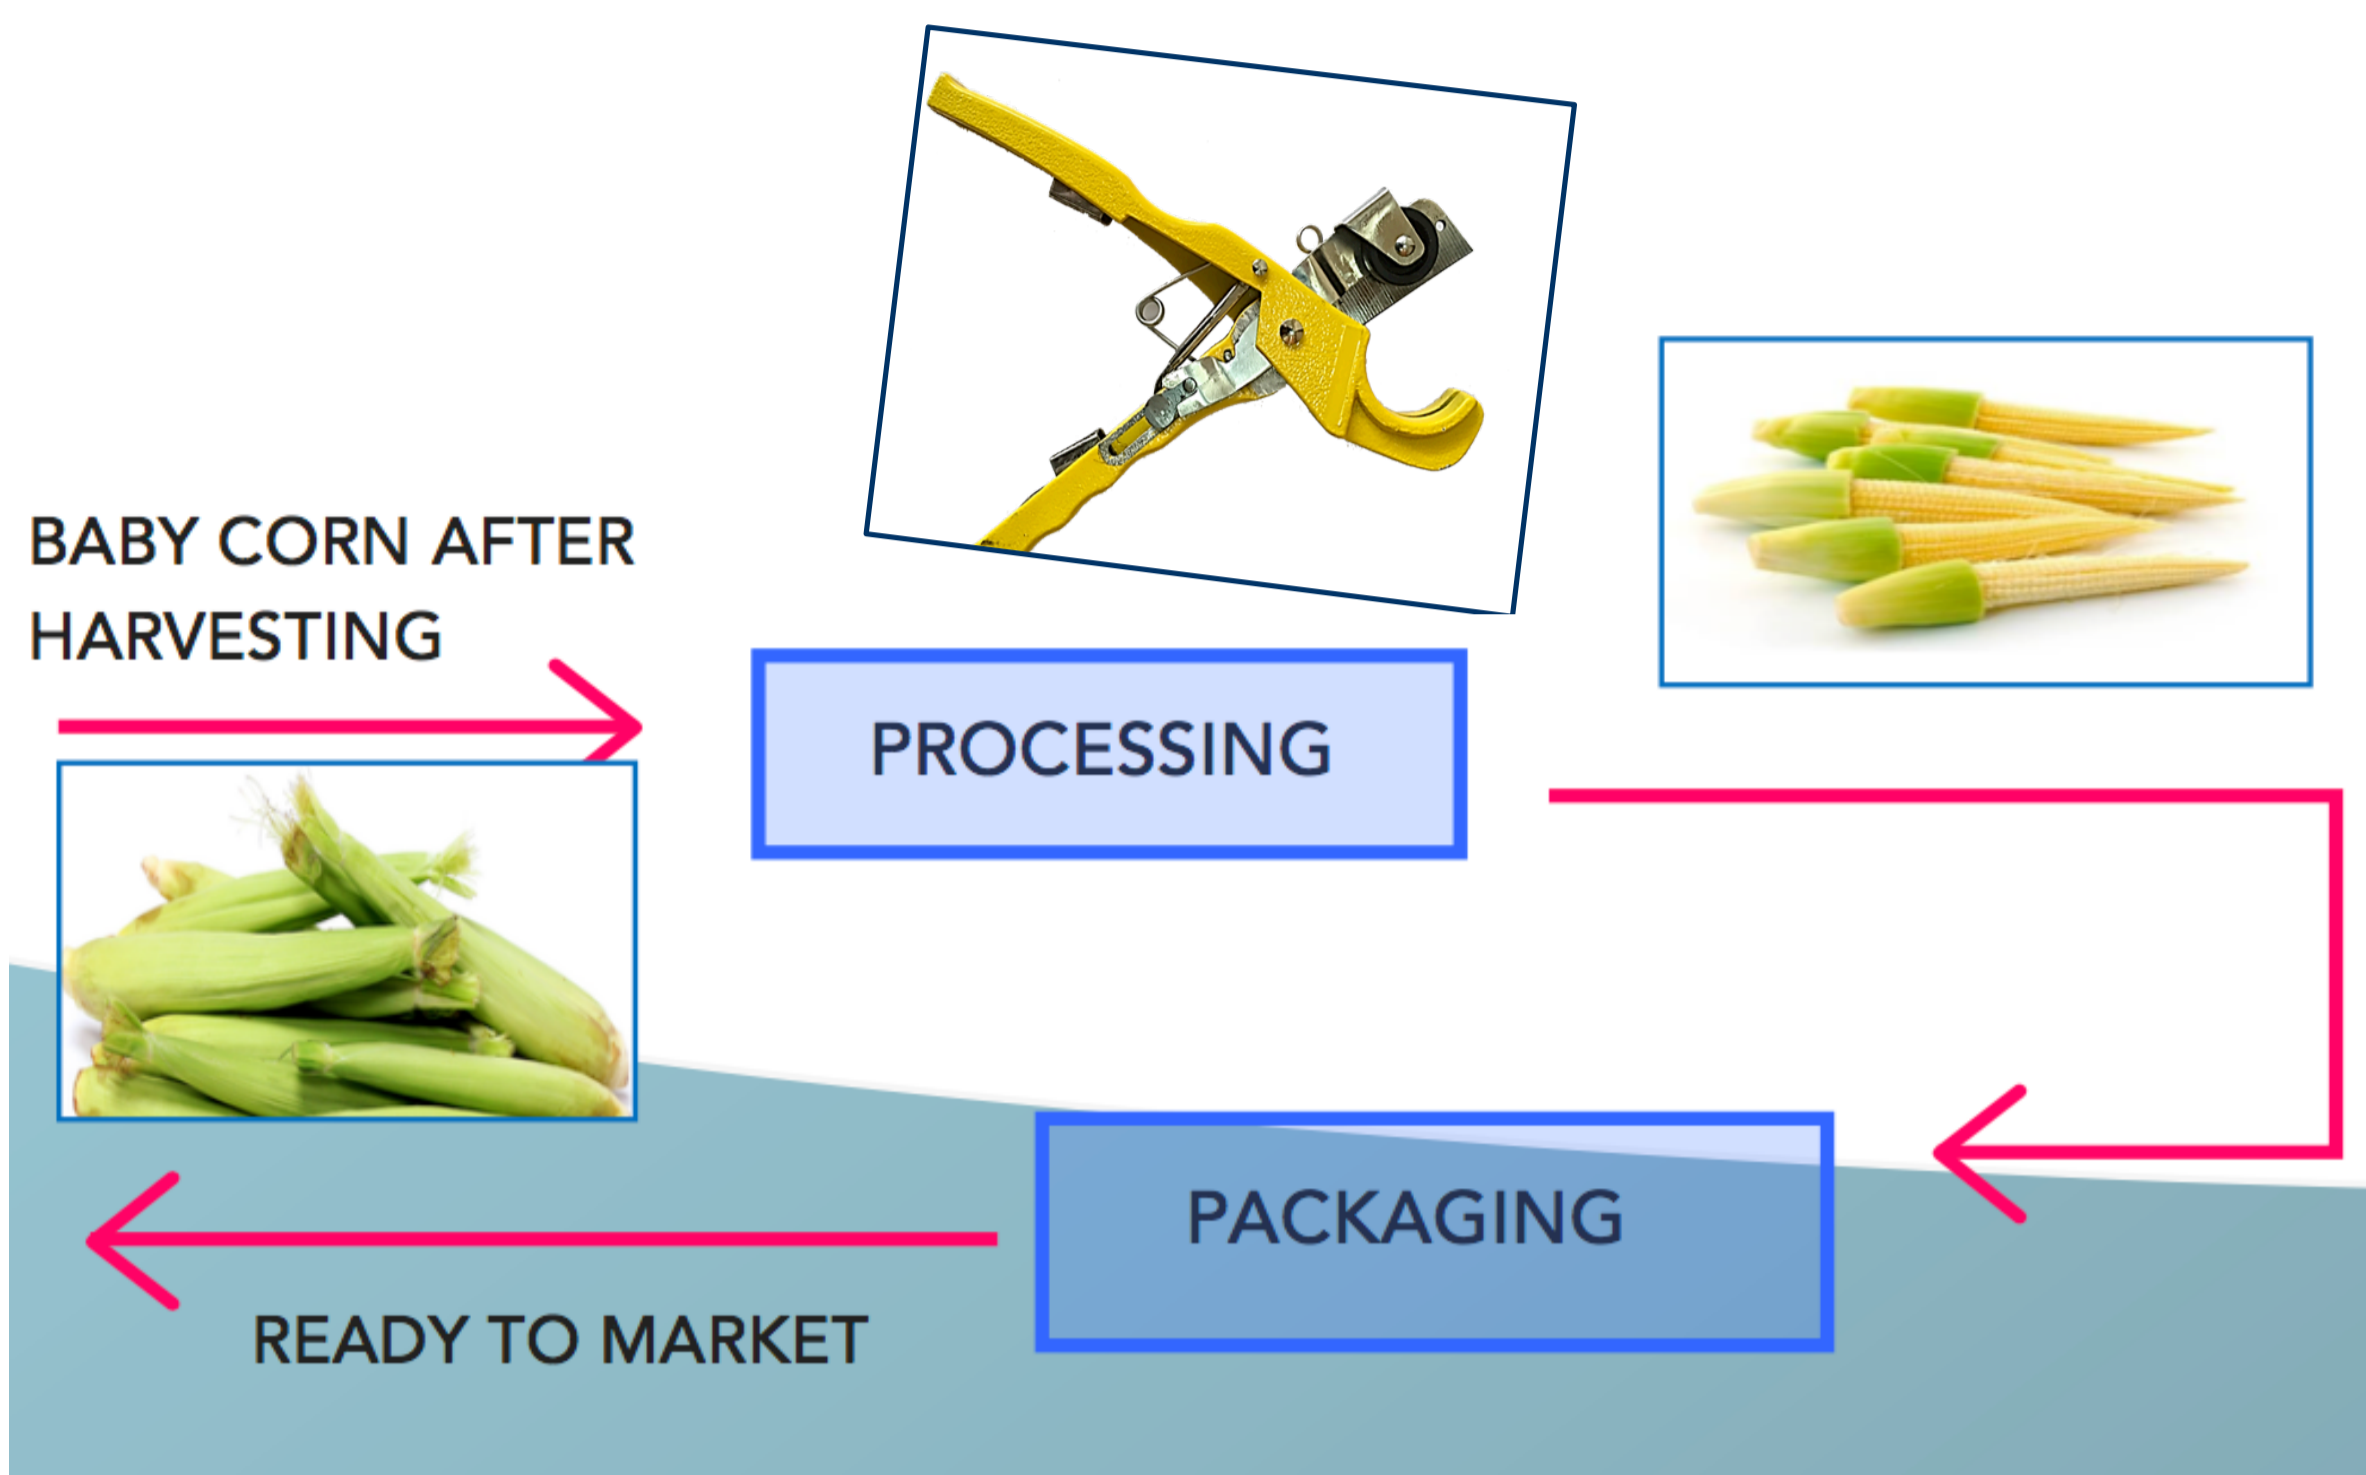 BABY CORN AFTER
HARVESTING
PROCESSING
PACKAGING
READY TO MARKET